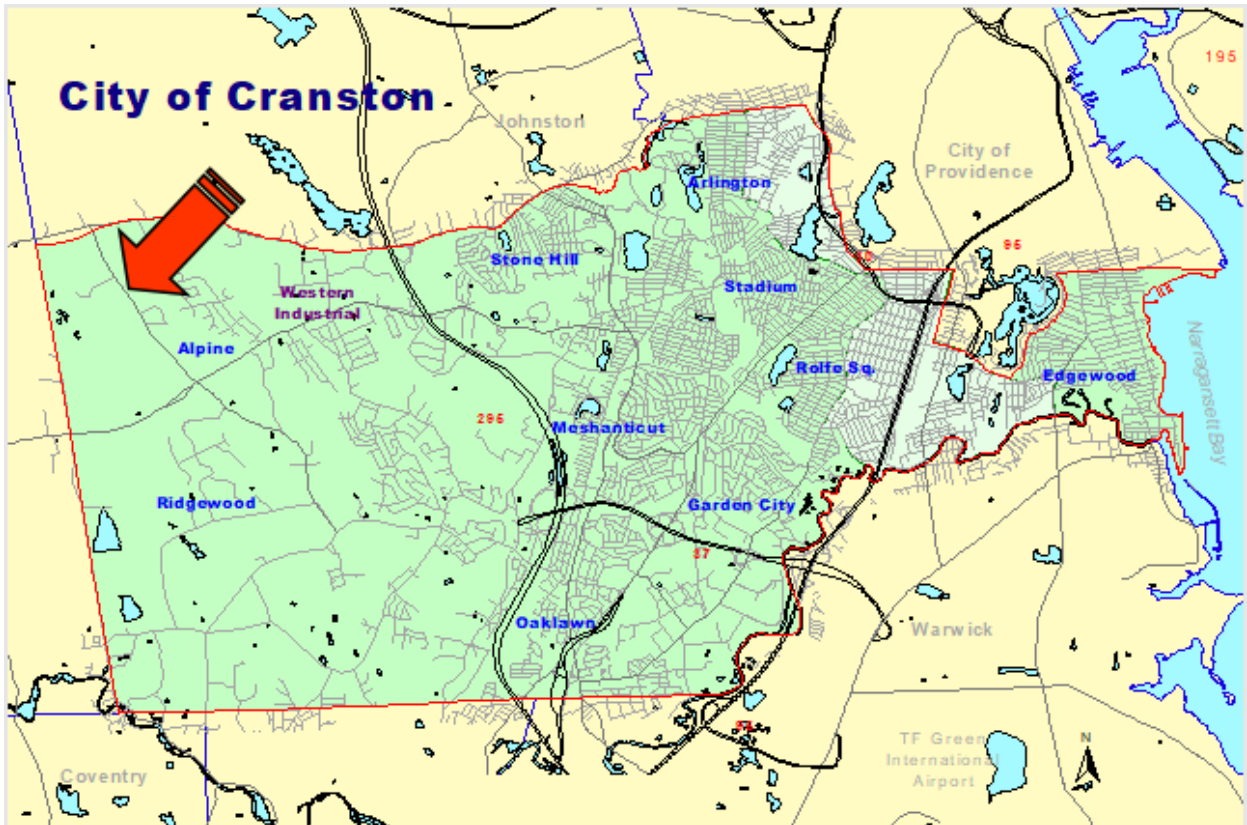 195
City of Cranston
Johnston
City of
Providence
Arlington
95
Stone Hill
Stadium
Western
Industrial
Alpine
Rolfe Sq.
Edgewood
Narragansett Bay
295
Meshanticut
Ridgewood
Garden City
37
Oaklawn
Warwick
TF Green
International
Airport
N
Coventry